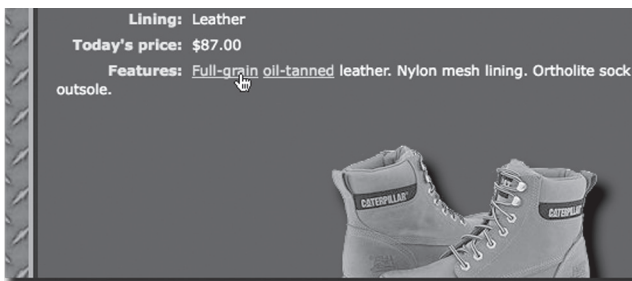 Lining: Leather
Today's price: $87.00
Features: Full-grain oil-tanned leather. Nylon mesh lining. Ortholite sock
outsole.
CATERPILLAR
CATERPILLAR